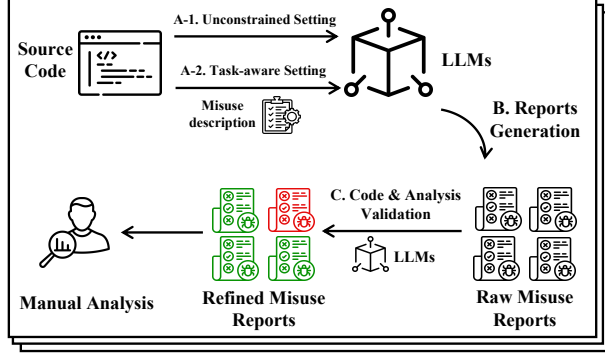 A-1. Unconstrained Setting
Source
Code
</>
A-2. Task-aware Setting
LLMs
Misuse
description
B. Reports
Generation
C. Code & Analysis
Validation
LLMs
Manual Analysis
Refined Misuse
Reports
Raw Misuse
Reports